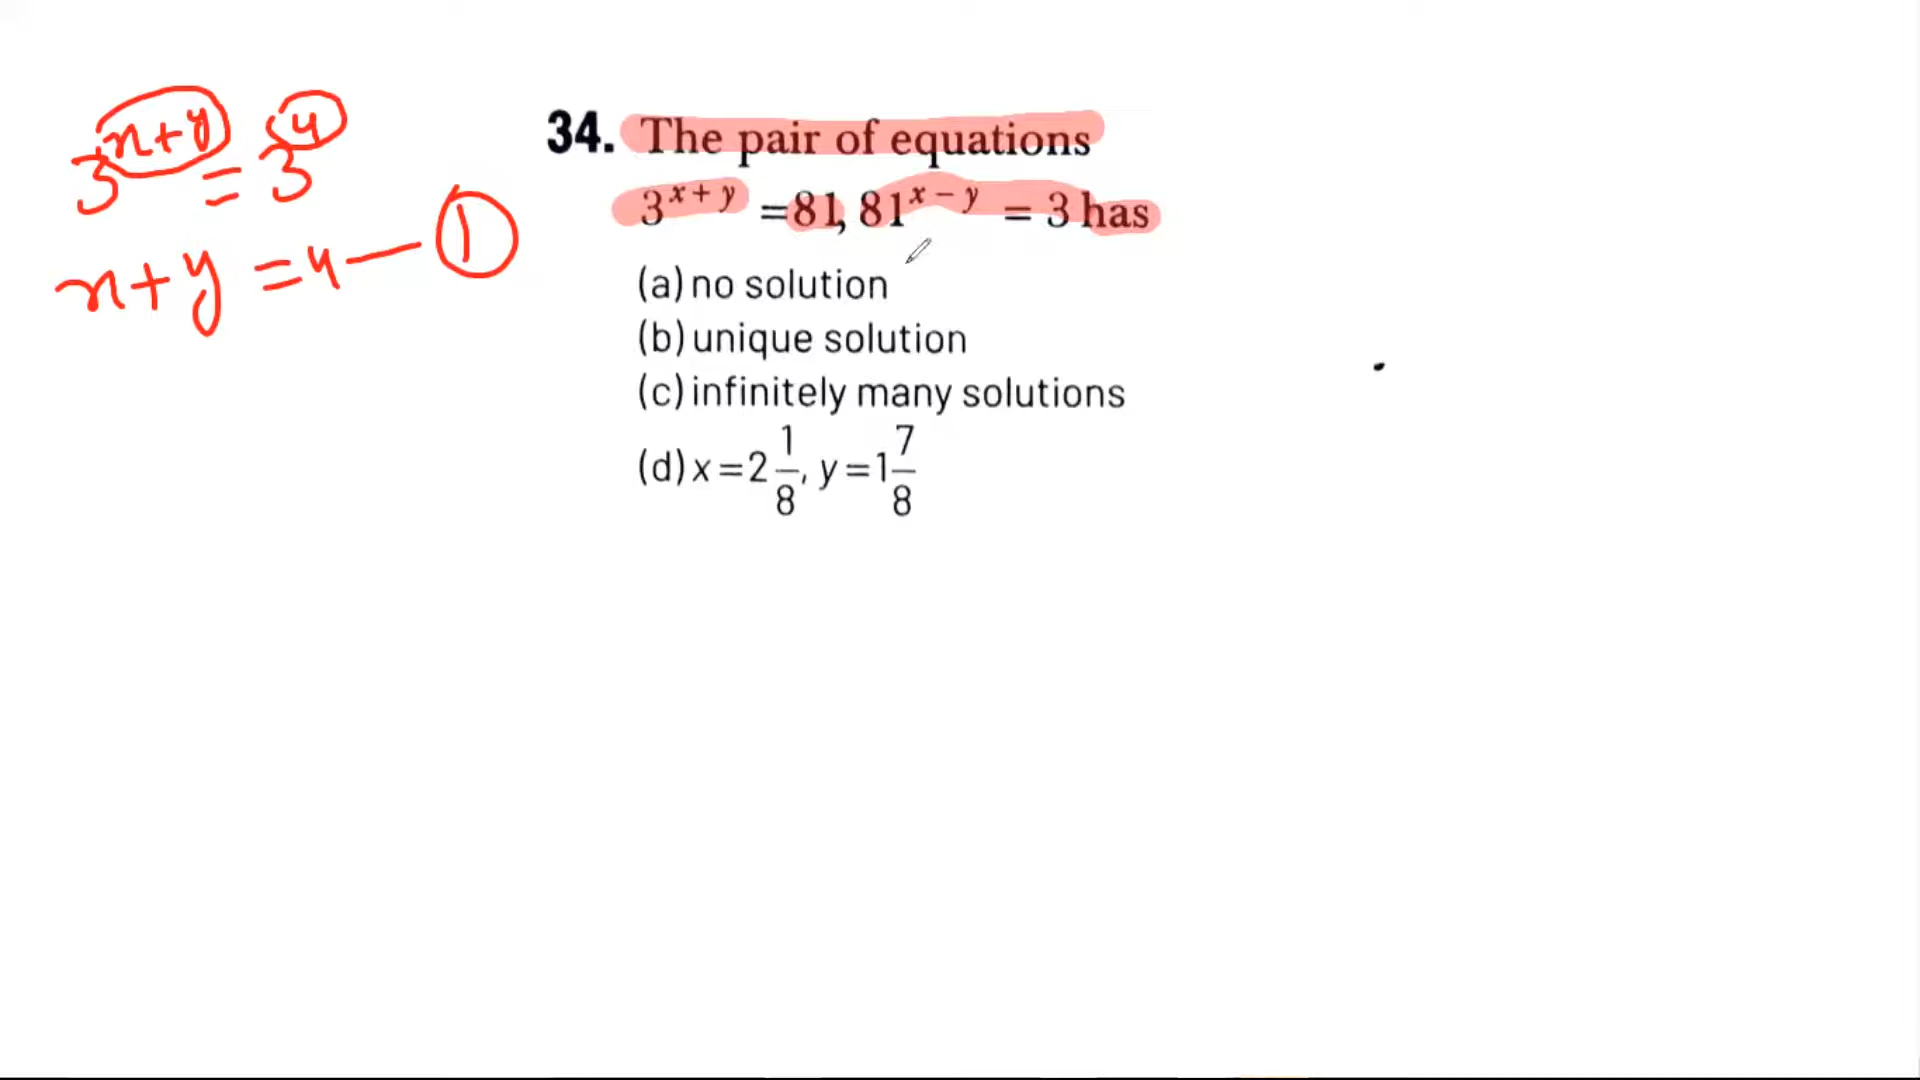 3^{x+y} = 3^4
x+y = 4 — ①
34. The pair of equations
3^{x+y} = 81, 81^{x-y} = 3 has
(a) no solution
(b) unique solution
(c) infinitely many solutions
(d) x = 2 1/8, y = 1 7/8